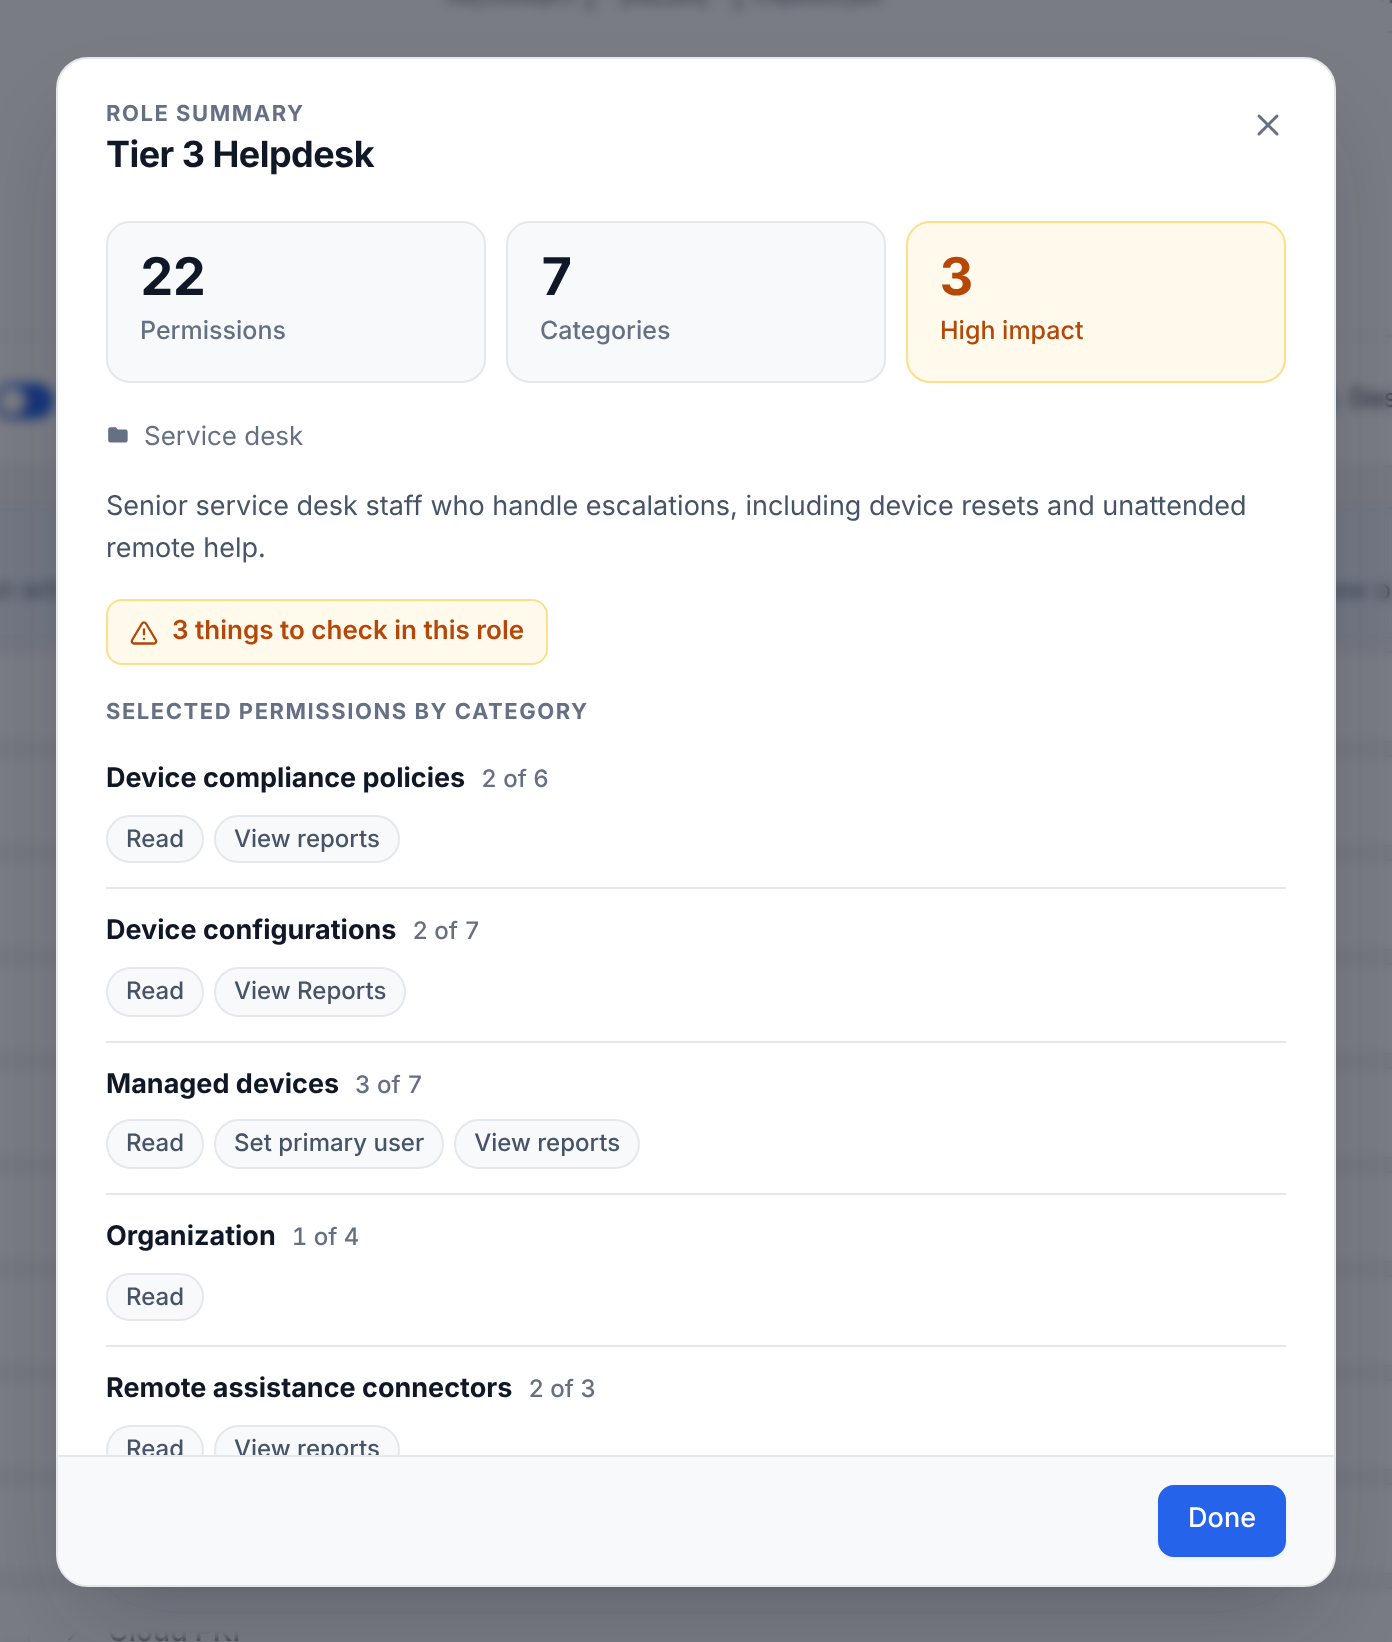 ROLE SUMMARY
Tier 3 Helpdesk
22
Permissions
7
Categories
3
High impact
Service desk
Senior service desk staff who handle escalations, including device resets and unattended
remote help.
3 things to check in this role
SELECTED PERMISSIONS BY CATEGORY
Device compliance policies 2 of 6
Read View reports
Device configurations 2 of 7
Read View Reports
Managed devices 3 of 7
Read Set primary user View reports
Organization 1 of 4
Read
Remote assistance connectors 2 of 3
Read View reports
Done